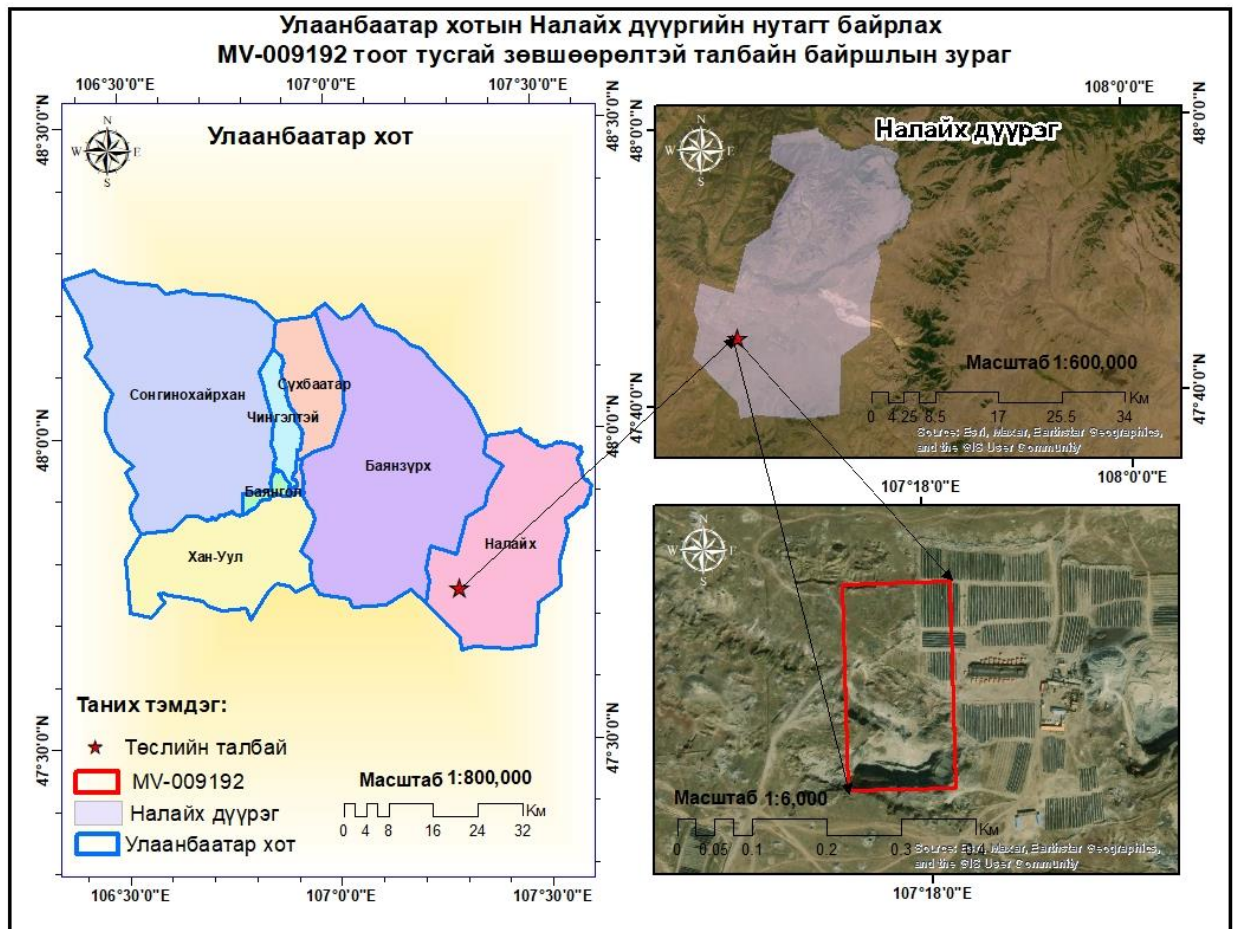 Улаанбаатар хотын Налайх дүүргийн нутагт байрлах
MV-009192 тоот тусгай зөвшөөрөлтэй талбайн байршлын зураг
106°30'0"E 107°0'0"E 107°30'0"E
48°30'0"N
48°0'0"N
47°30'0"N
48°30'0"N
48°0'0"N
47°30'0"N
N
W E
S
Улаанбаатар хот
Сонгинохайрхан
Сүхбаатар
Чингэлтэй
Баянзүрх
Баянгол
Хан-Уул
Налайх
Таних тэмдэг:
Төслийн талбай
MV-009192
Налайх дүүрэг
Улаанбаатар хот
Масштаб 1:800,000
0 4 8 16 24 32 Км
106°30'0"E 107°0'0"E 107°30'0"E
108°0'0"E
48°0'0"N
47°40'0"N
48°0'0"N
47°40'0"N
N
W E
S
Налайх дүүрэг
Масштаб 1:600,000
0 4.25 8.5 17 25.5 34 Км
Source: Esri, Maxar, Earthstar Geographics,
and the GIS User Community
108°0'0"E
107°18'0"E
N
W E
S
Масштаб 1:6,000
0 0.05 0.1 0.2 0.3 0.4 Км
Source: Esri, Maxar, Earthstar Geographics,
and the GIS User Community
107°18'0"E